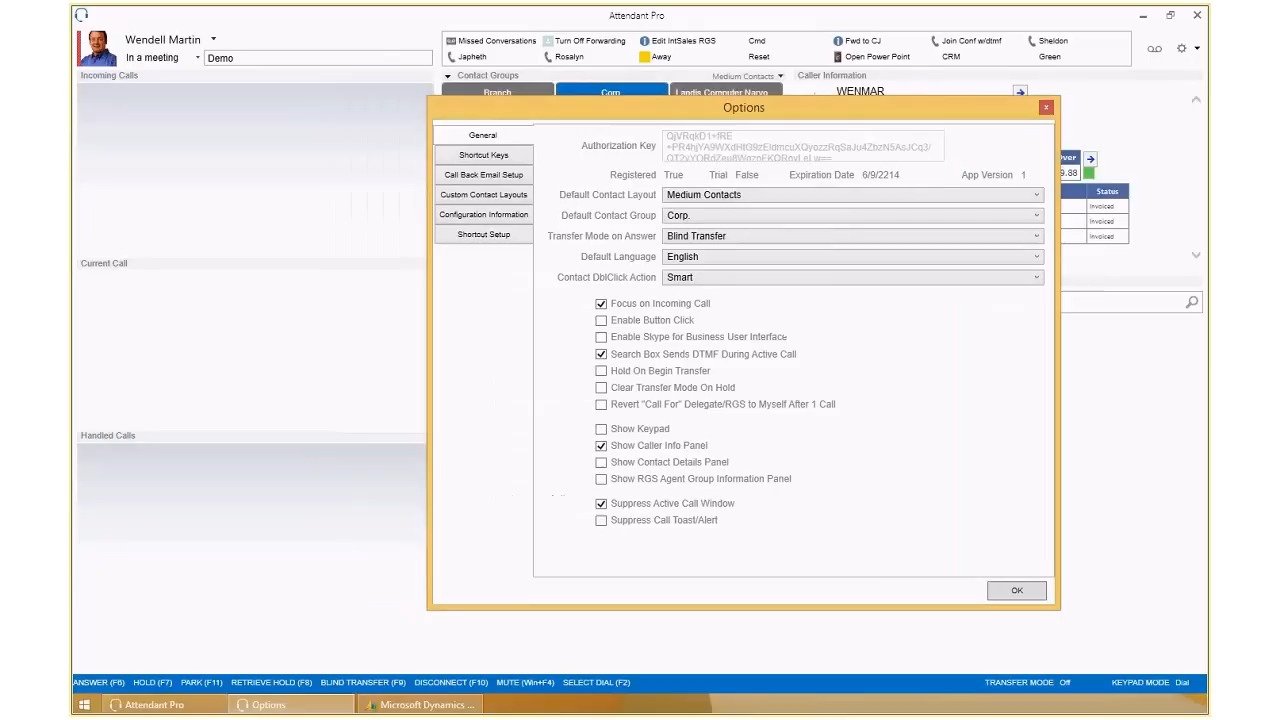 Attendant Pro
Wendell Martin
In a meeting
Demo
Missed Conversations
Turn Off Forwarding
Edit IntSales RGS
Cmd
Fwd to CJ
Join Conf w/dtmf
Sheldon
Japheth
Rosalyn
Away
Reset
Open Power Point
CRM
Green
Incoming Calls
Contact Groups
Medium Contacts
Caller Information
Branch
Corp.
Landis Computer Narvo
WENMAR
Options
General
Shortcut Keys
Call Back Email Setup
Custom Contact Layouts
Configuration Information
Shortcut Setup
Authorization Key
Registered True Trial False Expiration Date 6/9/2214 App Version 1
Default Contact Layout Medium Contacts
Default Contact Group Corp.
Transfer Mode on Answer Blind Transfer
Default Language English
Contact DblClick Action Smart
Focus on Incoming Call
Enable Button Click
Enable Skype for Business User Interface
Search Box Sends DTMF During Active Call
Hold On Begin Transfer
Clear Transfer Mode On Hold
Revert "Call For" Delegate/RGS to Myself After 1 Call
Show Keypad
Show Caller Info Panel
Show Contact Details Panel
Show RGS Agent Group Information Panel
Suppress Active Call Window
Suppress Call Toast/Alert
OK
9.88
Status
Invoiced
Invoiced
Invoiced
Current Call
Handled Calls
ANSWER (F6) HOLD (F7) PARK (F11) RETRIEVE HOLD (F8) BLIND TRANSFER (F9) DISCONNECT (F10) MUTE (Win+F4) SELECT DIAL (F2)
TRANSFER MODE Off KEYPAD MODE Dial
Attendant Pro
Options
Microsoft Dynamics ...